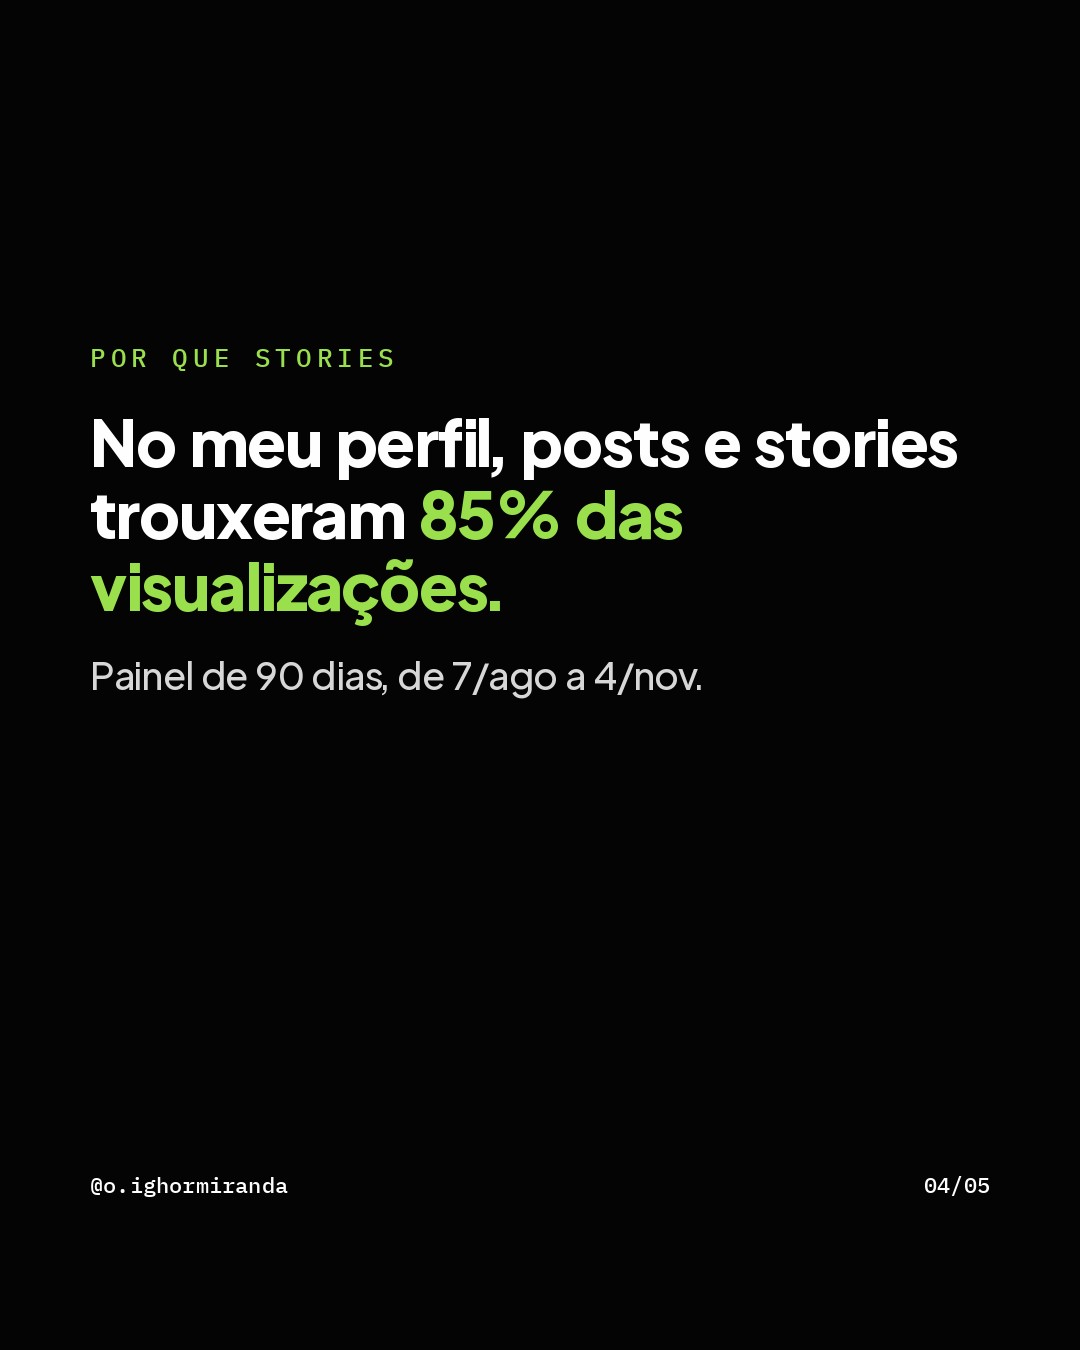 POR QUE STORIES
No meu perfil, posts e stories
trouxeram 85% das
visualizações.
Painel de 90 dias, de 7/ago a 4/nov.
@o.ighormiranda
04/05